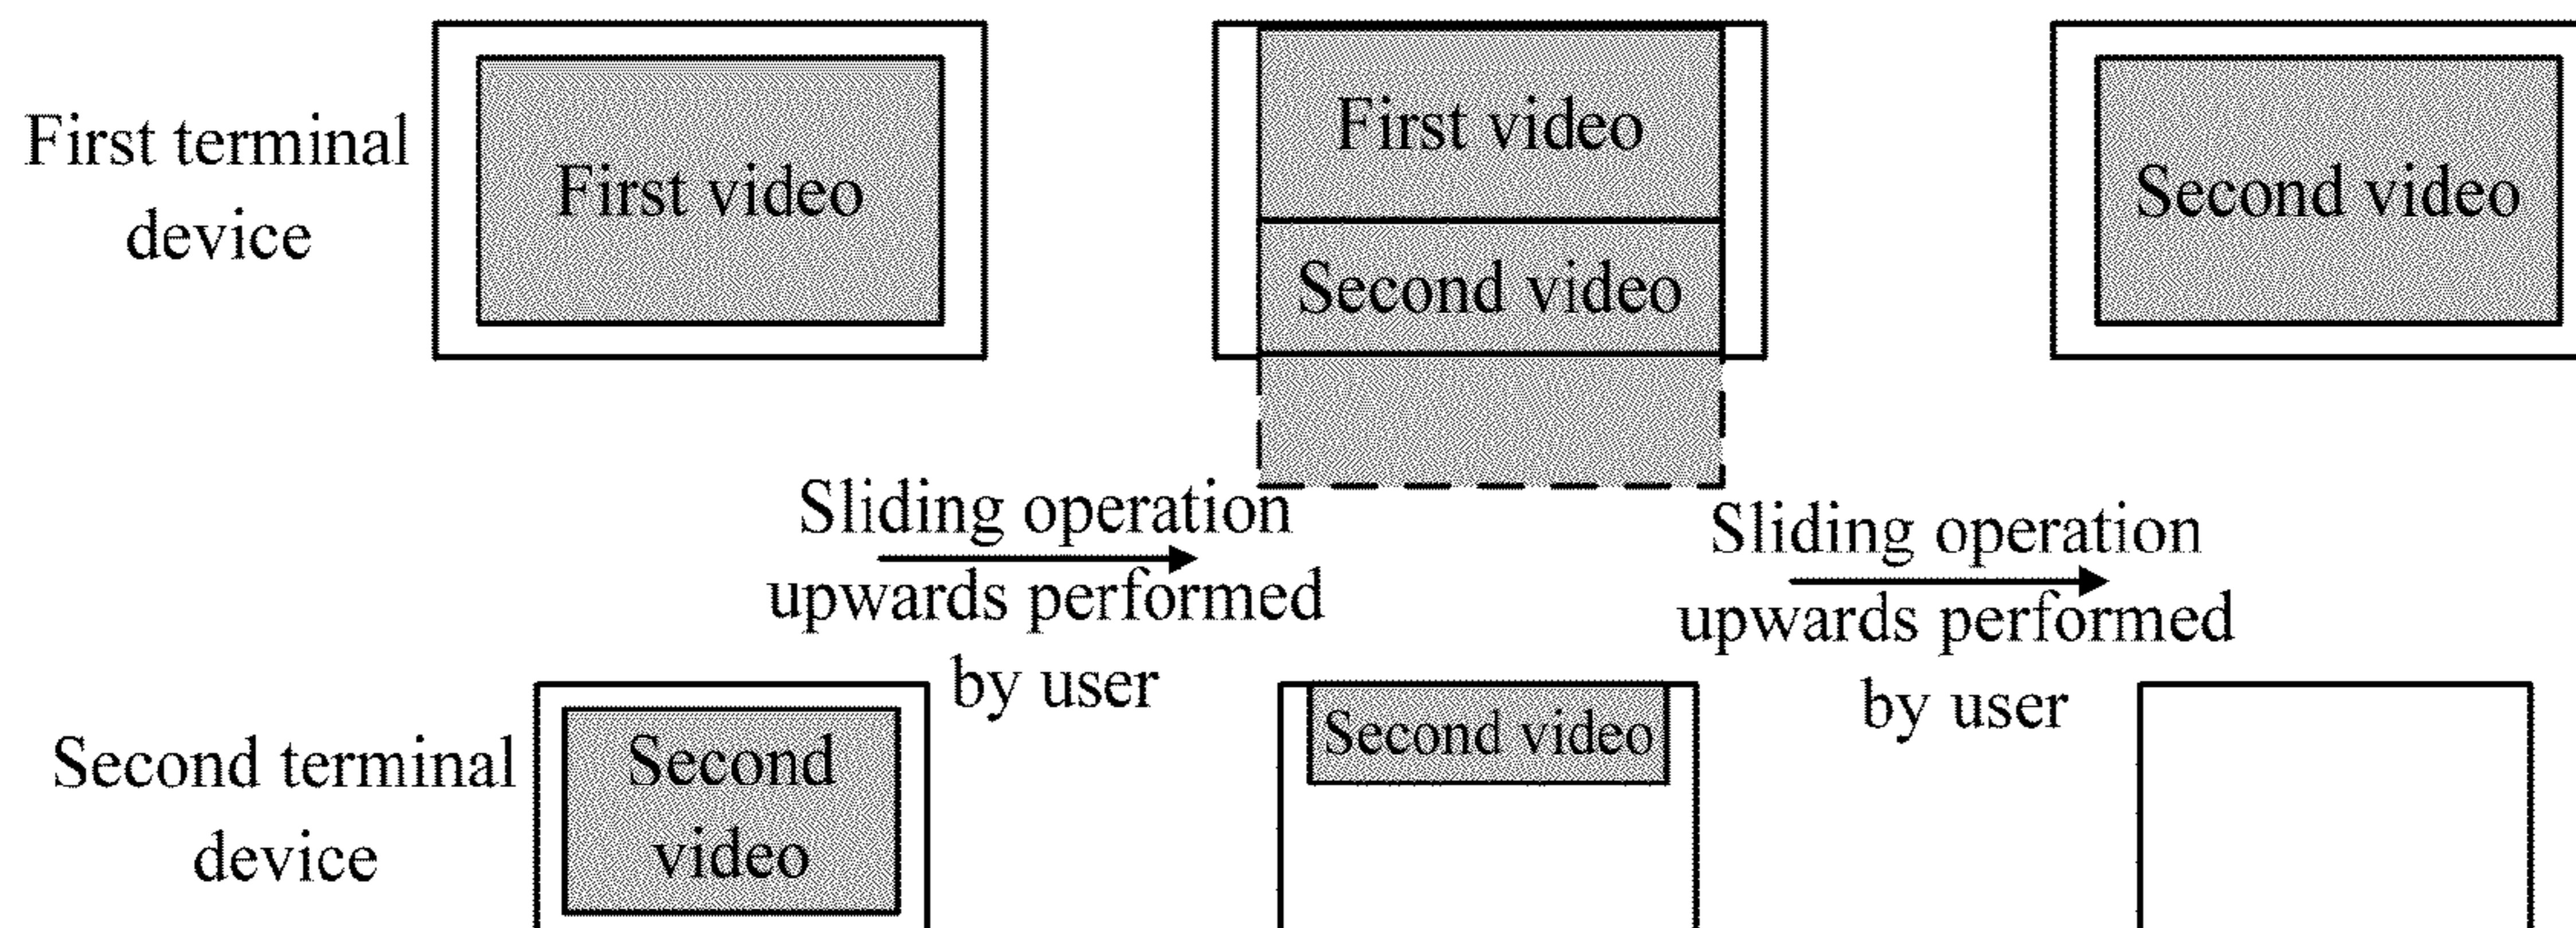 First terminal
device
First video
First video
Second video
Second video
Sliding operation
upwards performed
by user
Sliding operation
upwards performed
by user
Second terminal
device
Second
video
Second video